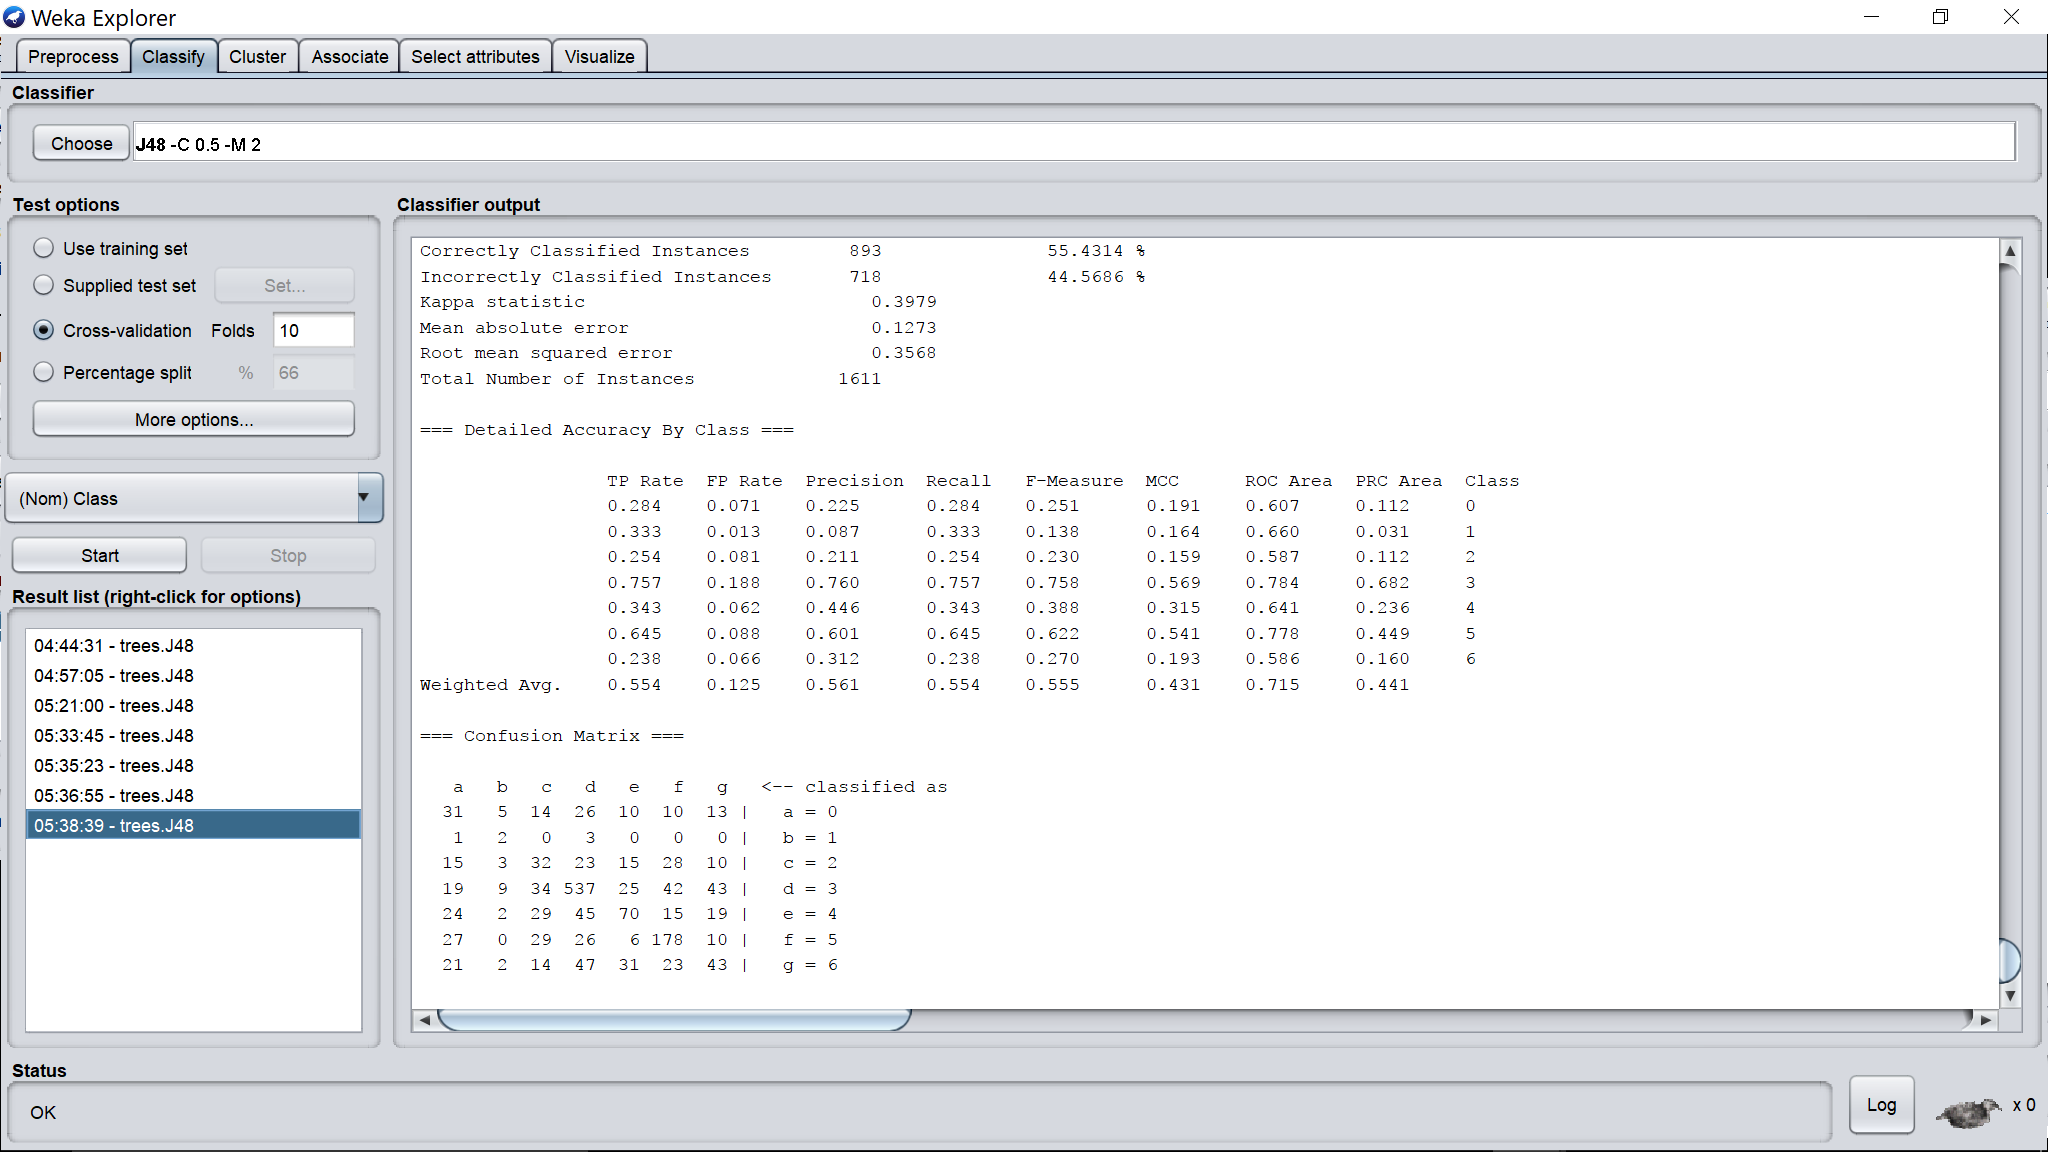 Weka Explorer
Preprocess Classify Cluster Associate Select attributes Visualize
Classifier
Choose J48 -C 0.5 -M 2
Test options
Use training set
Supplied test set Set...
Cross-validation Folds 10
Percentage split % 66
More options...
(Nom) Class
Start Stop
Result list (right-click for options)
04:44:31 - trees.J48
04:57:05 - trees.J48
05:21:00 - trees.J48
05:33:45 - trees.J48
05:35:23 - trees.J48
05:36:55 - trees.J48
05:38:39 - trees.J48
Classifier output
Correctly Classified Instances 893 55.4314 %
Incorrectly Classified Instances 718 44.5686 %
Kappa statistic 0.3979
Mean absolute error 0.1273
Root mean squared error 0.3568
Total Number of Instances 1611
=== Detailed Accuracy By Class ===
TP Rate FP Rate Precision Recall F-Measure MCC ROC Area PRC Area Class
0.284 0.071 0.225 0.284 0.251 0.191 0.607 0.112 0
0.333 0.013 0.087 0.333 0.138 0.164 0.660 0.031 1
0.254 0.081 0.211 0.254 0.230 0.159 0.587 0.112 2
0.757 0.188 0.760 0.757 0.758 0.569 0.784 0.682 3
0.343 0.062 0.446 0.343 0.388 0.315 0.641 0.236 4
0.645 0.088 0.601 0.645 0.622 0.541 0.778 0.449 5
0.238 0.066 0.312 0.238 0.270 0.193 0.586 0.160 6
Weighted Avg. 0.554 0.125 0.561 0.554 0.555 0.431 0.715 0.441
=== Confusion Matrix ===
a b c d e f g <-- classified as
31 5 14 26 10 10 13 | a = 0
1 2 0 3 0 0 0 | b = 1
15 3 32 23 15 28 10 | c = 2
19 9 34 537 25 42 43 | d = 3
24 2 29 45 70 15 19 | e = 4
27 0 29 26 6 178 10 | f = 5
21 2 14 47 31 23 43 | g = 6
Status
OK
Log x 0